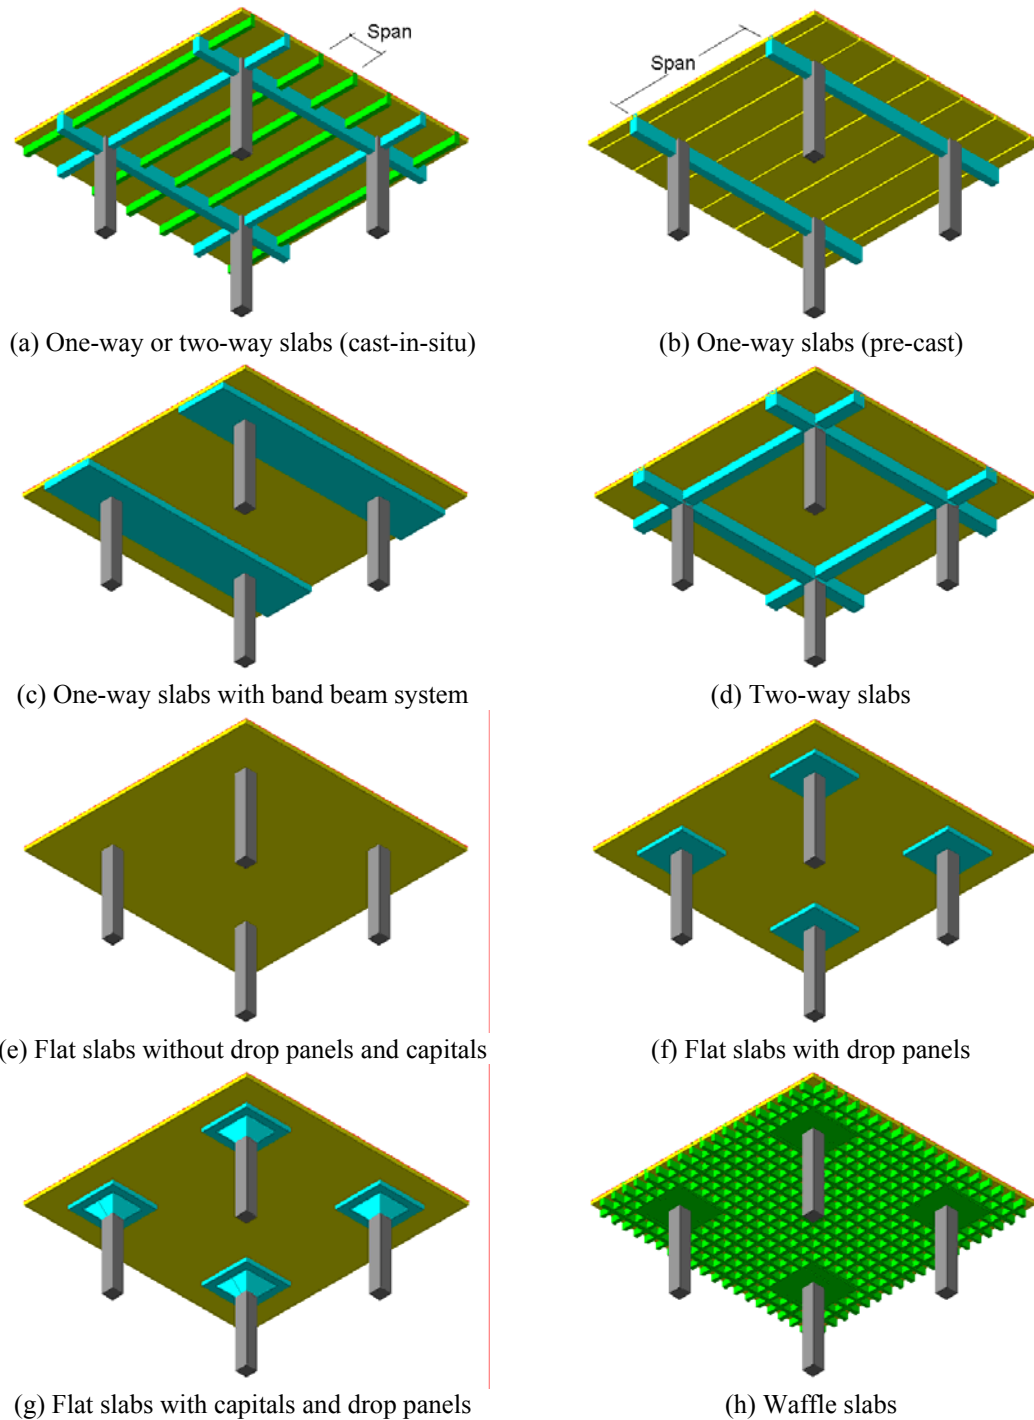 Span
Span
(a) One-way or two-way slabs (cast-in-situ)
(b) One-way slabs (pre-cast)
(c) One-way slabs with band beam system
(d) Two-way slabs
(e) Flat slabs without drop panels and capitals
(f) Flat slabs with drop panels
(g) Flat slabs with capitals and drop panels
(h) Waffle slabs